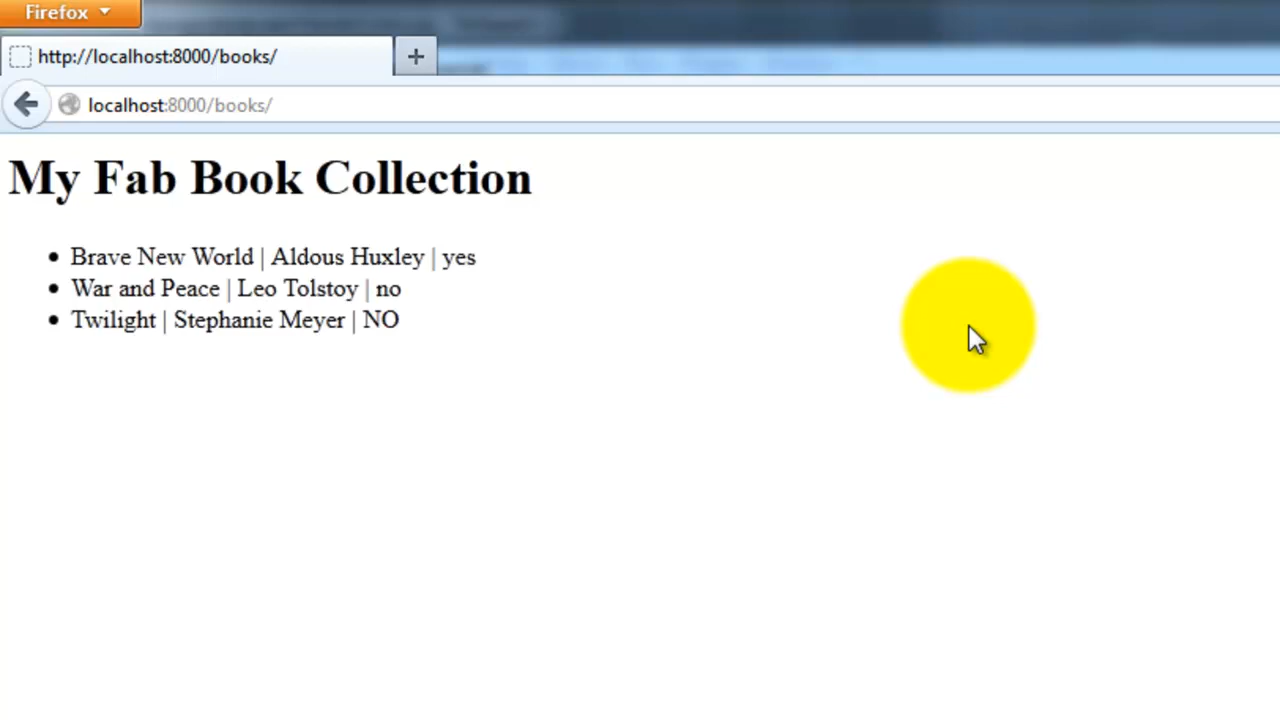 Firefox
http://localhost:8000/books/
localhost:8000/books/
My Fab Book Collection
Brave New World | Aldous Huxley | yes
War and Peace | Leo Tolstoy | no
Twilight | Stephanie Meyer | NO